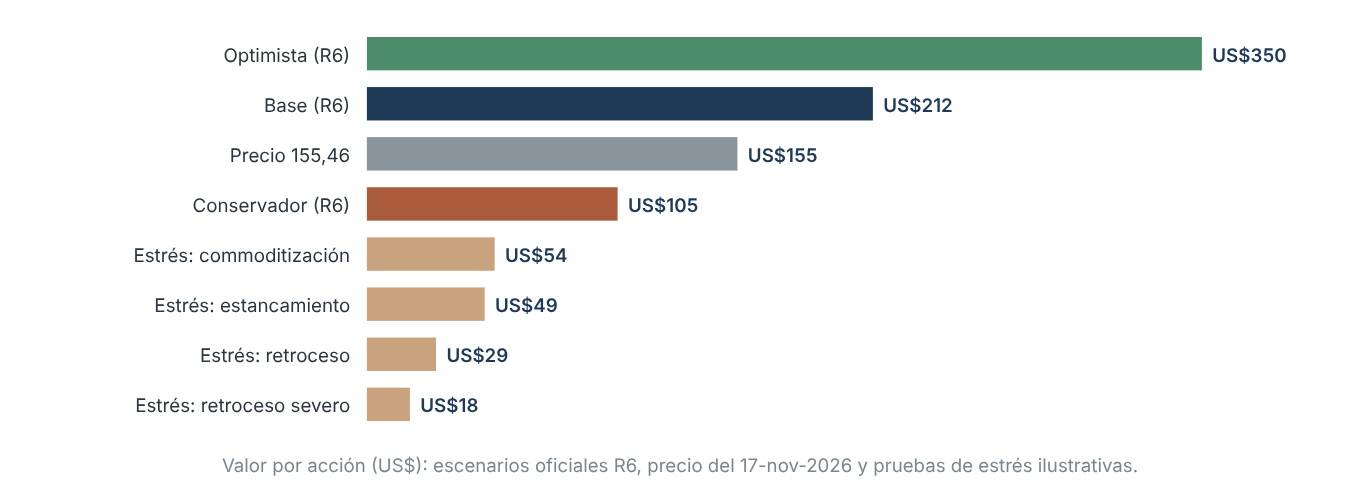 Optimista (R6) US$350
Base (R6) US$212
Precio 155,46 US$155
Conservador (R6) US$105
Estrés: commoditización US$54
Estrés: estancamiento US$49
Estrés: retroceso US$29
Estrés: retroceso severo US$18
Valor por acción (US$): escenarios oficiales R6, precio del 17-nov-2026 y pruebas de estrés ilustrativas.